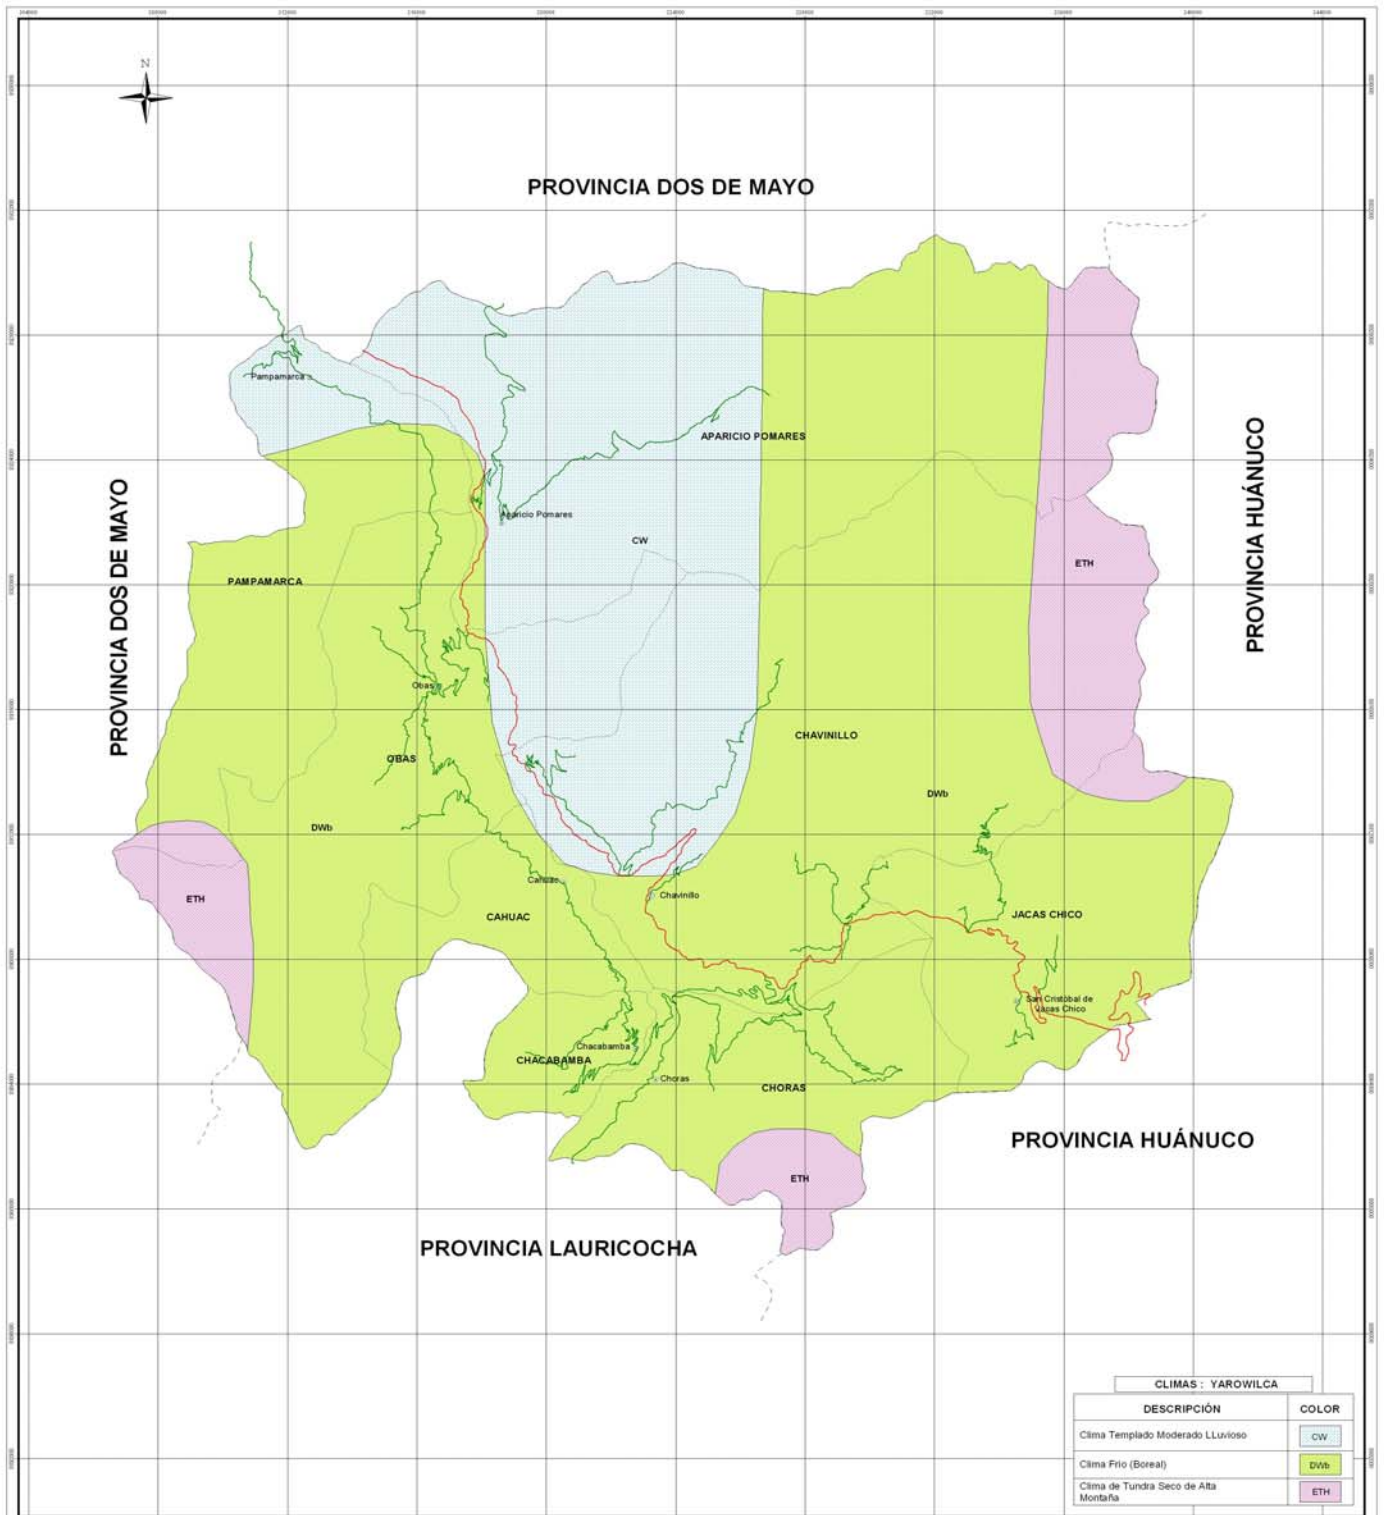 N
PROVINCIA DOS DE MAYO
Pampamarca
APARICIO POMARES
PROVINCIA HUÁNUCO
PROVINCIA DOS DE MAYO
Aparicio Pomares
CW
ETH
PAMPAMARCA
Obas
CHAVINILLO
OBAS
DWb
DWb
Cahuac
Chavinillo
ETH
CAHUAC
JACAS CHICO
San Cristóbal de
Jacas Chico
Chacabamba
CHACABAMBA
Choras
CHORAS
PROVINCIA HUÁNUCO
ETH
PROVINCIA LAURICOCHA
CLIMAS : YAROWILCA
DESCRIPCIÓN COLOR
Clima Templado Moderado LLuvioso CW
Clima Frio (Boreal) DWb
Clima de Tundra Seco de Alta
Montaña ETH